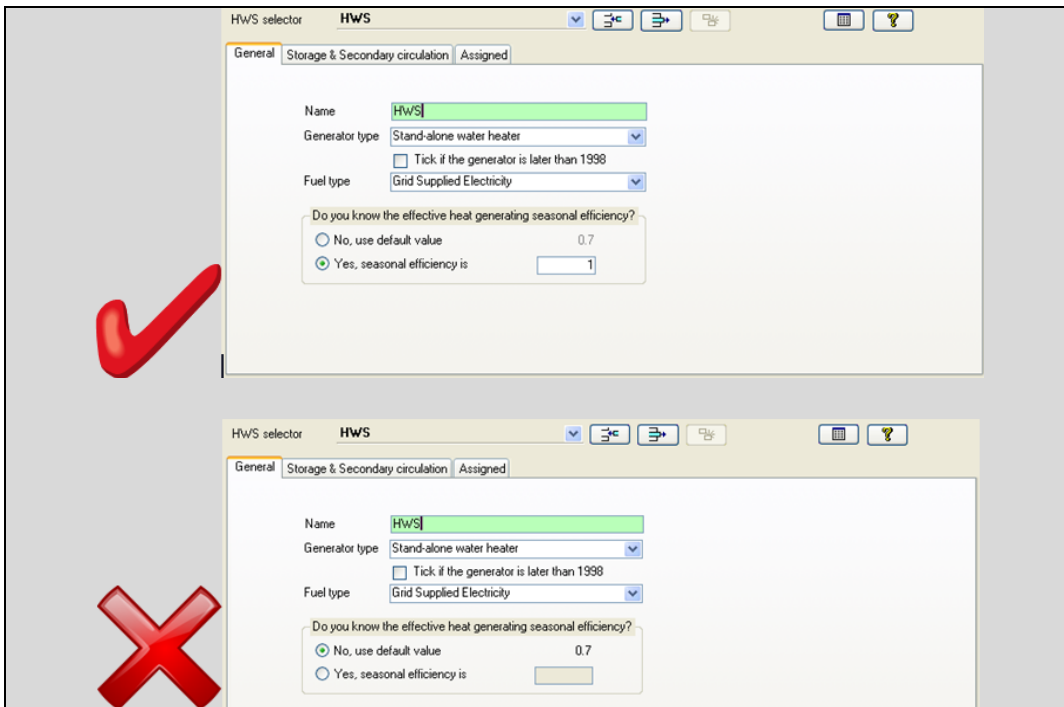 HWS selector HWS
General Storage & Secondary circulation Assigned
Name HWS
Generator type Stand-alone water heater
Tick if the generator is later than 1998
Fuel type Grid Supplied Electricity
Do you know the effective heat generating seasonal efficiency?
No, use default value 0.7
Yes, seasonal efficiency is 1
HWS selector HWS
General Storage & Secondary circulation Assigned
Name HWS
Generator type Stand-alone water heater
Tick if the generator is later than 1998
Fuel type Grid Supplied Electricity
Do you know the effective heat generating seasonal efficiency?
No, use default value 0.7
Yes, seasonal efficiency is